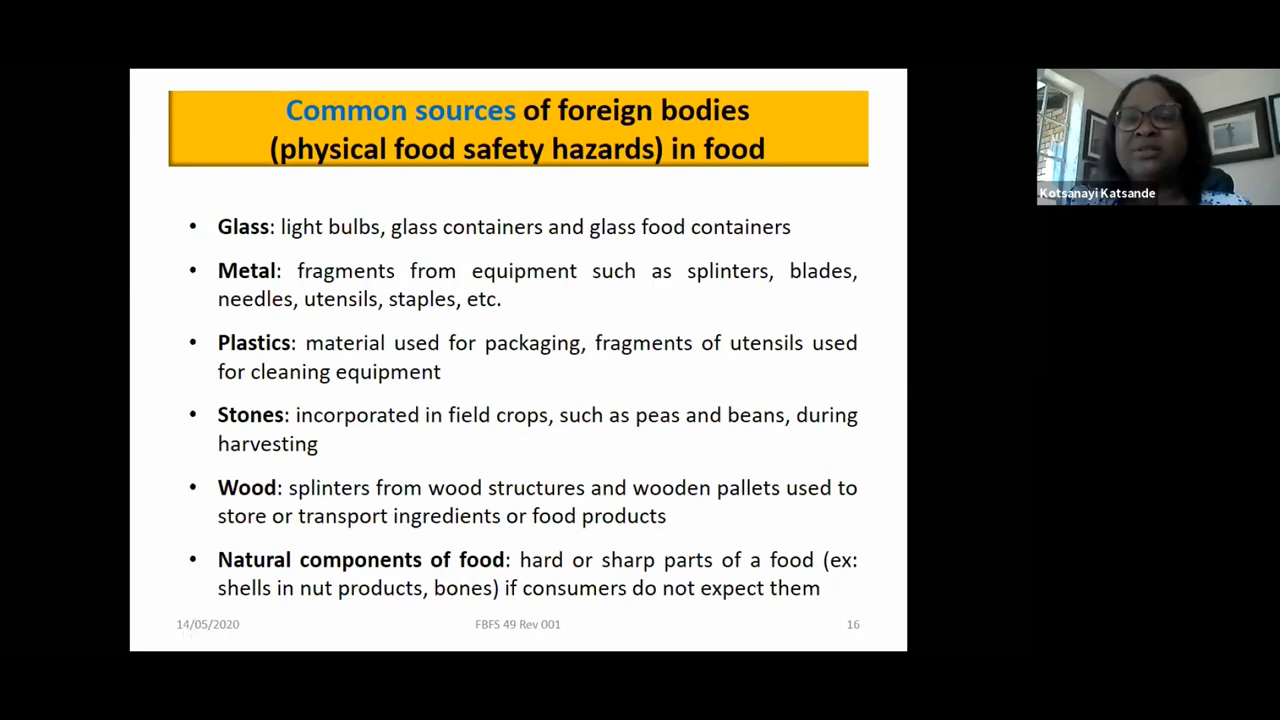 Common sources of foreign bodies
(physical food safety hazards) in food
• Glass: light bulbs, glass containers and glass food containers
• Metal: fragments from equipment such as splinters, blades,
needles, utensils, staples, etc.
• Plastics: material used for packaging, fragments of utensils used
for cleaning equipment
• Stones: incorporated in field crops, such as peas and beans, during
harvesting
• Wood: splinters from wood structures and wooden pallets used to
store or transport ingredients or food products
• Natural components of food: hard or sharp parts of a food (ex:
shells in nut products, bones) if consumers do not expect them
14/05/2020 FBFS 49 Rev 001 16
Kotsanayi Katsande